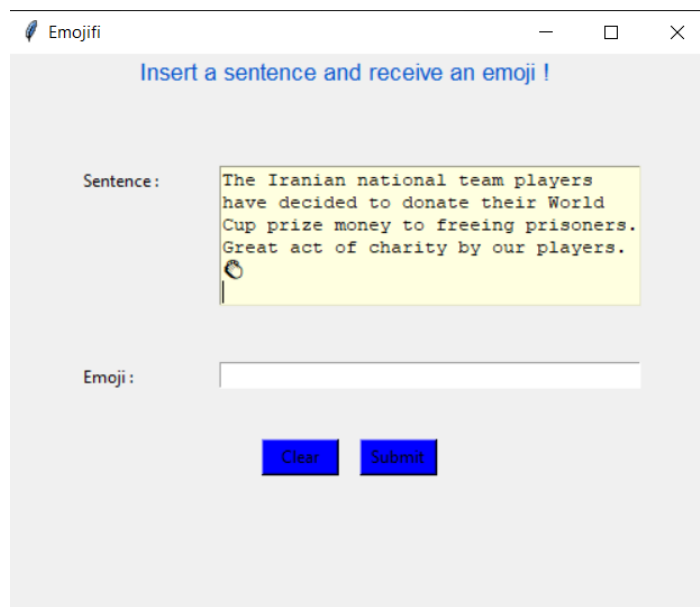 Emojifi
Insert a sentence and receive an emoji !
Sentence :
The Iranian national team players
have decided to donate their World
Cup prize money to freeing prisoners.
Great act of charity by our players.
👏
Emoji :
Clear
Submit